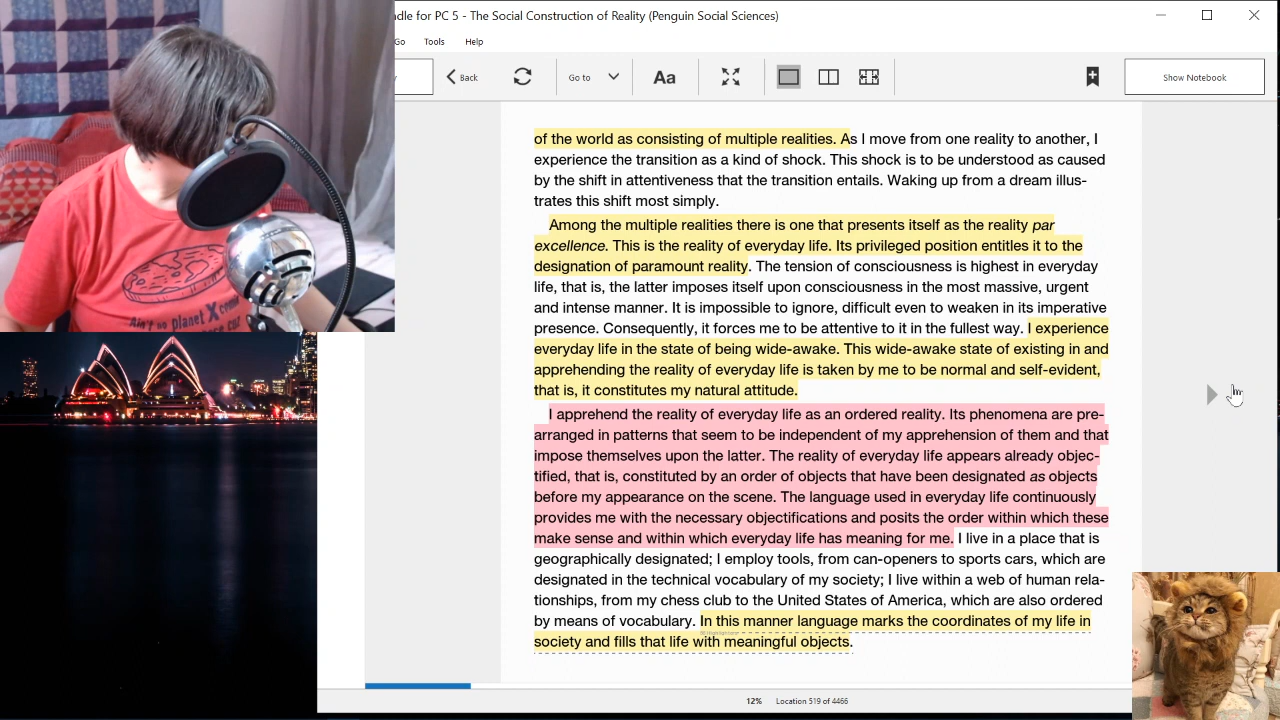 dle for PC 5 - The Social Construction of Reality (Penguin Social Sciences)
Go Tools Help
Back Go to Aa Show Notebook
of the world as consisting of multiple realities. As I move from one reality to another, I
experience the transition as a kind of shock. This shock is to be understood as caused
by the shift in attentiveness that the transition entails. Waking up from a dream illus-
trates this shift most simply.
Among the multiple realities there is one that presents itself as the reality par
excellence. This is the reality of everyday life. Its privileged position entitles it to the
designation of paramount reality. The tension of consciousness is highest in everyday
life, that is, the latter imposes itself upon consciousness in the most massive, urgent
and intense manner. It is impossible to ignore, difficult even to weaken in its imperative
presence. Consequently, it forces me to be attentive to it in the fullest way. I experience
everyday life in the state of being wide-awake. This wide-awake state of existing in and
apprehending the reality of everyday life is taken by me to be normal and self-evident,
that is, it constitutes my natural attitude.
I apprehend the reality of everyday life as an ordered reality. Its phenomena are pre-
arranged in patterns that seem to be independent of my apprehension of them and that
impose themselves upon the latter. The reality of everyday life appears already objec-
tified, that is, constituted by an order of objects that have been designated as objects
before my appearance on the scene. The language used in everyday life continuously
provides me with the necessary objectifications and posits the order within which these
make sense and within which everyday life has meaning for me. I live in a place that is
geographically designated; I employ tools, from can-openers to sports cars, which are
designated in the technical vocabulary of my society; I live within a web of human rela-
tionships, from my chess club to the United States of America, which are also ordered
by means of vocabulary. In this manner language marks the coordinates of my life in
society and fills that life with meaningful objects.
12% Location 519 of 4466
Ain't no planet X